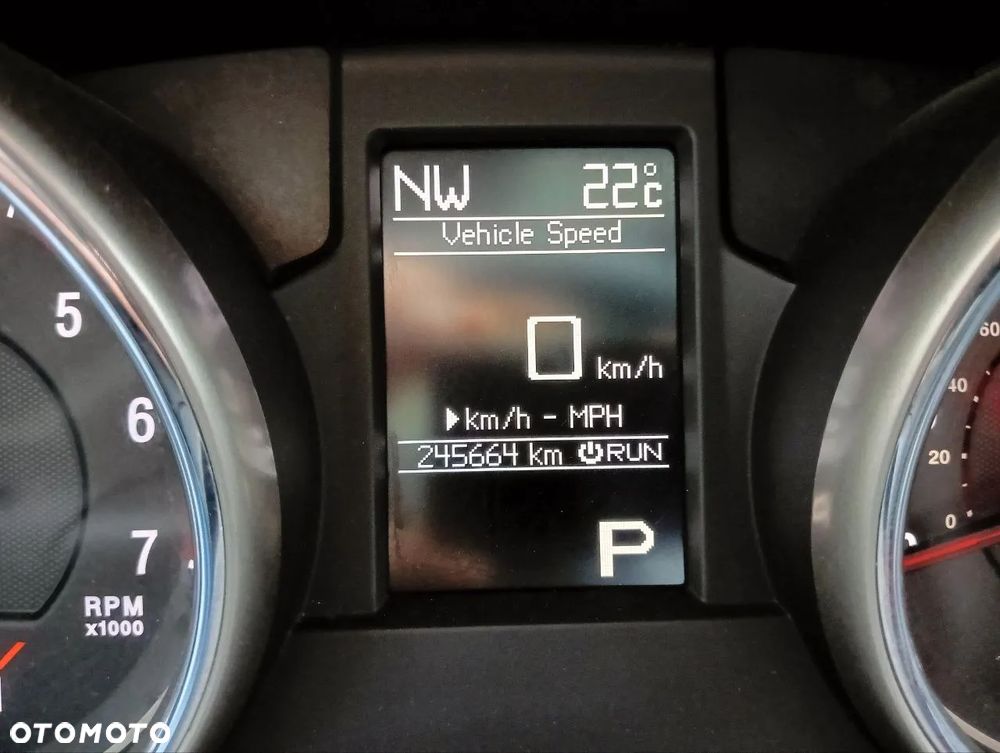 NW 22°C
Vehicle Speed
0 km/h
▶km/h - MPH
245664 km RUN
P
5
6
7
RPM
x1000
60
40
20
0
OTOMOTO